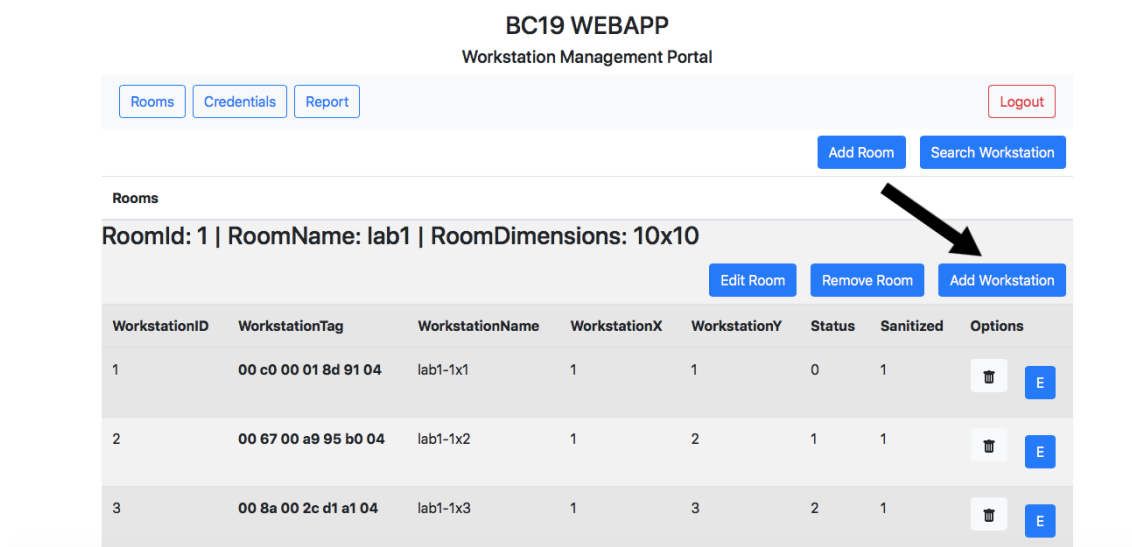 BC19 WEBAPP
Workstation Management Portal
Rooms Credentials Report Logout
Add Room Search Workstation
Rooms
RoomId: 1 | RoomName: lab1 | RoomDimensions: 10x10
Edit Room Remove Room Add Workstation
WorkstationID WorkstationTag WorkstationName WorkstationX WorkstationY Status Sanitized Options
1 00 c0 00 01 8d 91 04 lab1-1x1 1 1 0 1 E
2 00 67 00 a9 95 b0 04 lab1-1x2 1 2 1 1 E
3 00 8a 00 2c d1 a1 04 lab1-1x3 1 3 2 1 E